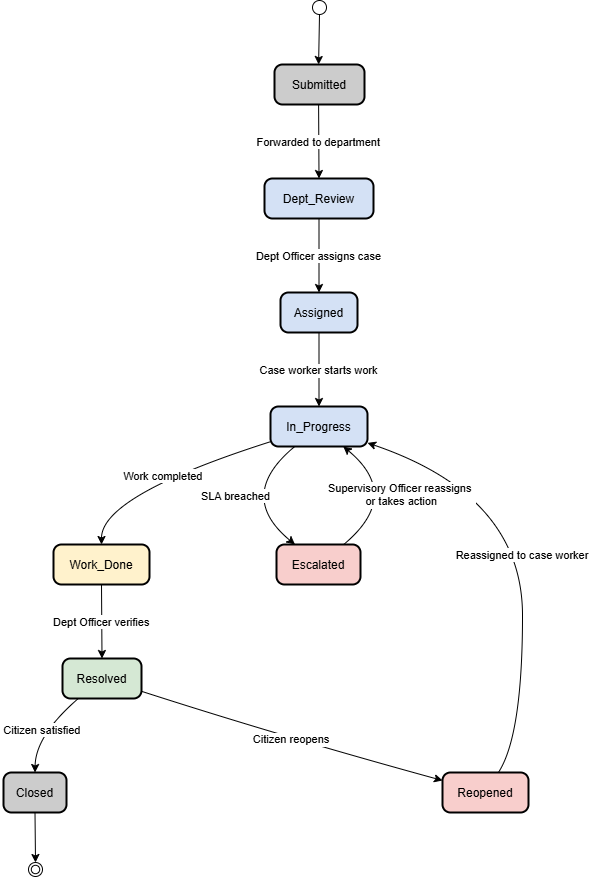 Submitted
Forwarded to department
Dept_Review
Dept Officer assigns case
Assigned
Case worker starts work
In_Progress
Work completed
SLA breached
Supervisory Officer reassigns
or takes action
Reassigned to case worker
Work_Done
Escalated
Dept Officer verifies
Resolved
Citizen satisfied
Citizen reopens
Closed
Reopened